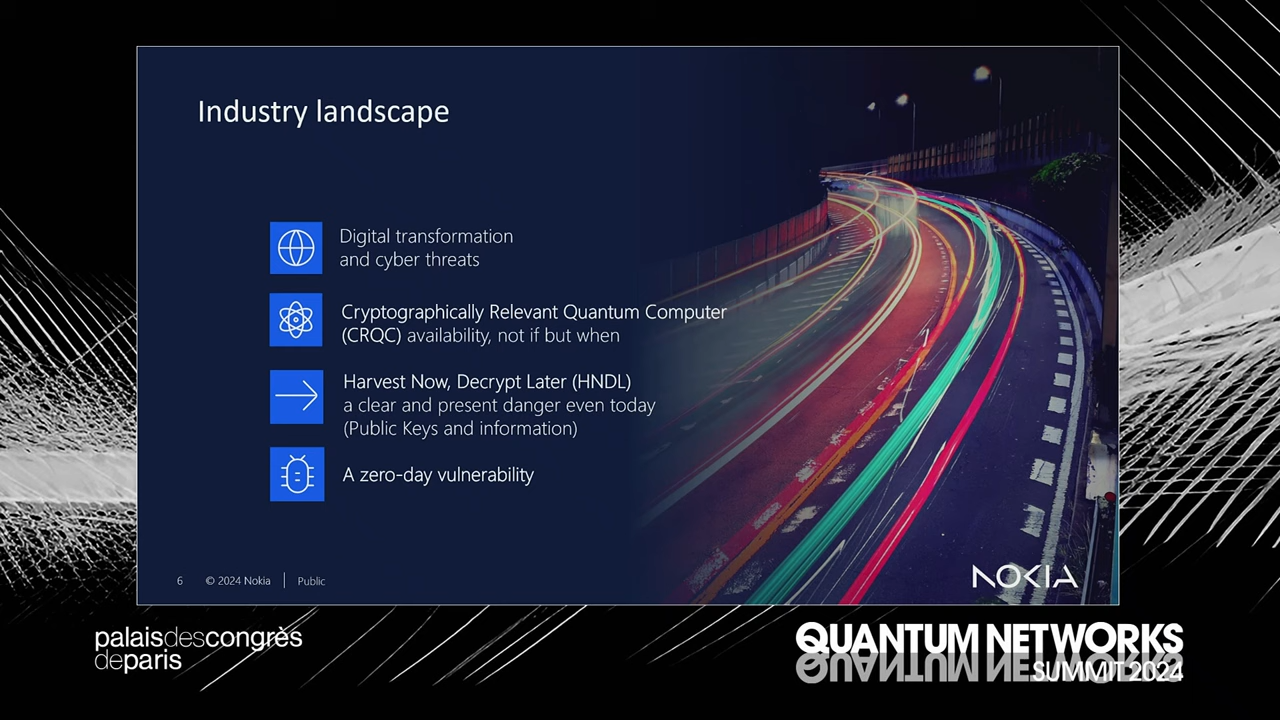 Industry landscape
Digital transformation
and cyber threats
Cryptographically Relevant Quantum Computer
(CRQC) availability, not if but when
Harvest Now, Decrypt Later (HNDL)
a clear and present danger even today
(Public Keys and information)
A zero-day vulnerability
6 © 2024 Nokia Public
NOKIA
palaisdescongrès
deparis
QUANTUM NETWORKS
SUMMIT 2024